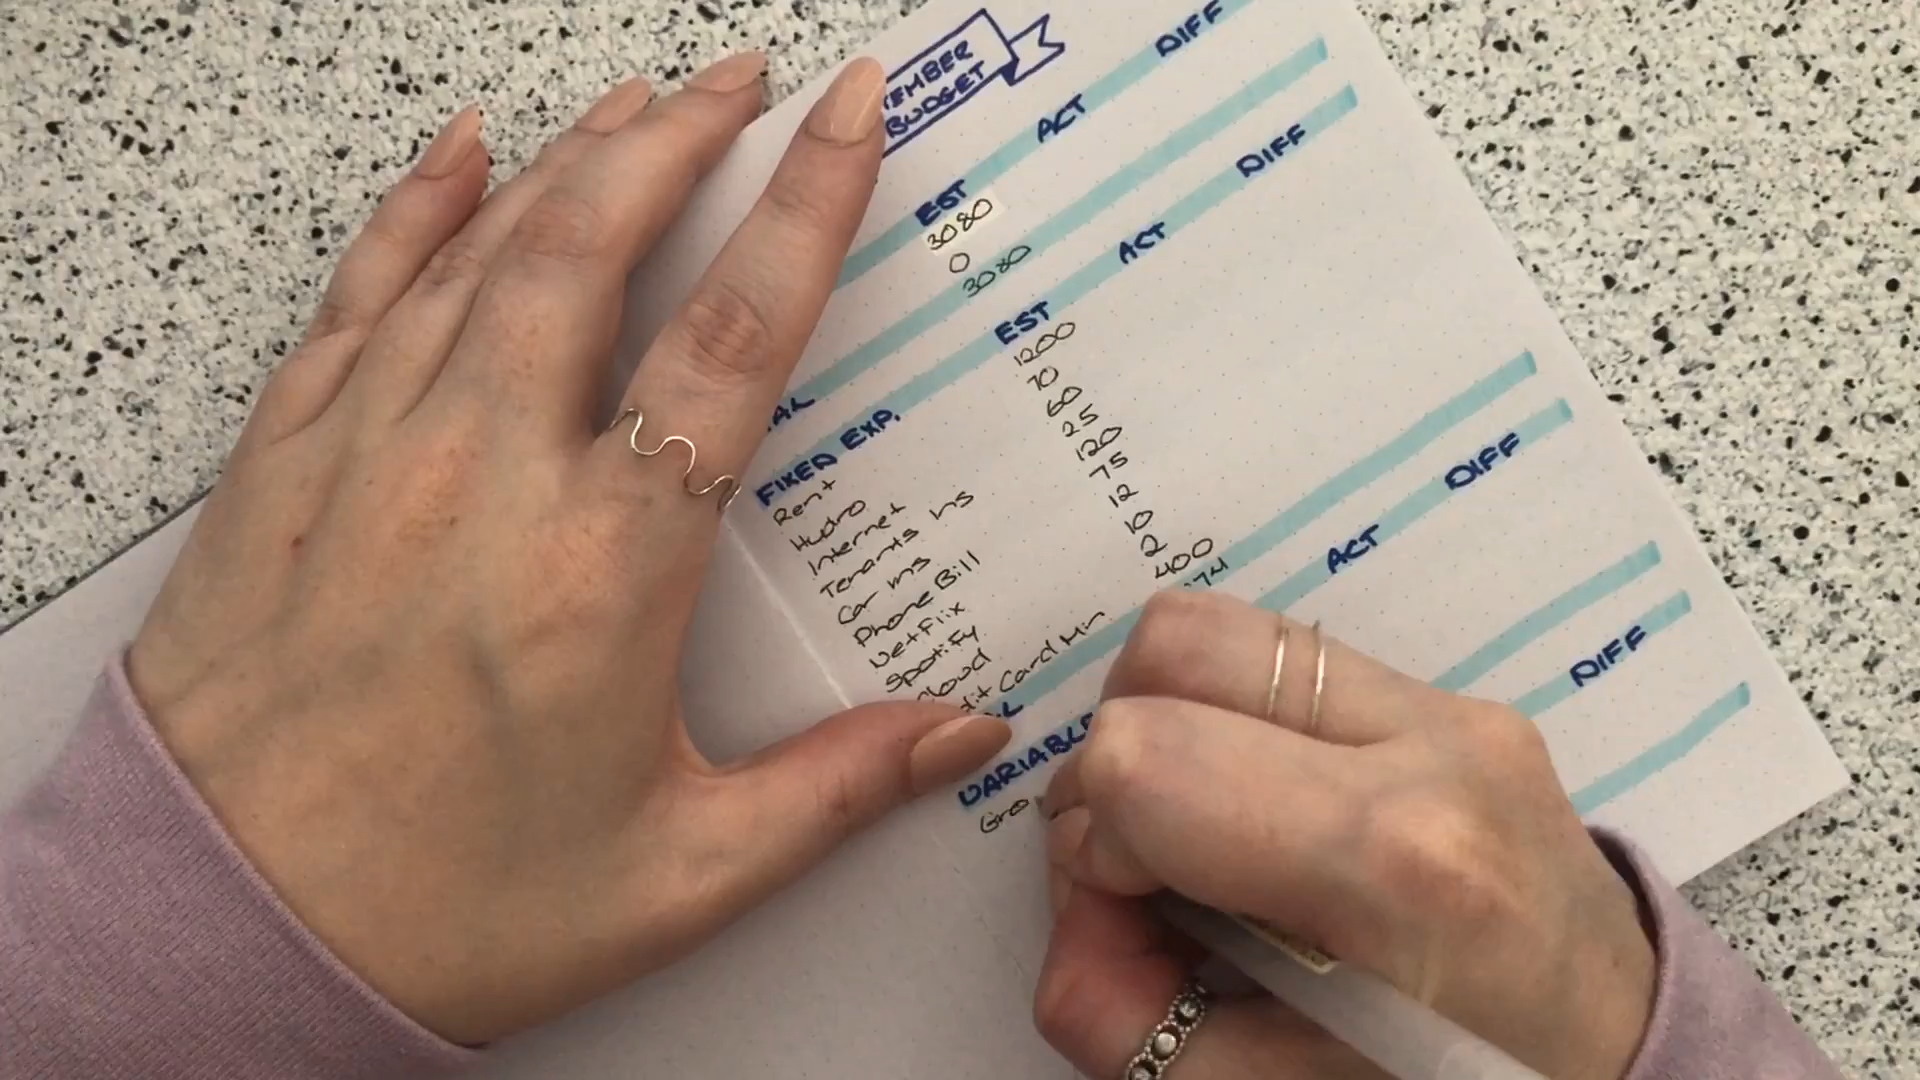 BUDGET
EST ACT DIFF
3080
0
3080
FIXED EXP. EST ACT DIFF
Rent 1200
Hydro 70
Internet 60
Tenants ins 25
Car ins 120
Phone Bill 75
Netflix 12
Spotify 10
2
Card Min 400
ACT DIFF
VARIABLE DIFF